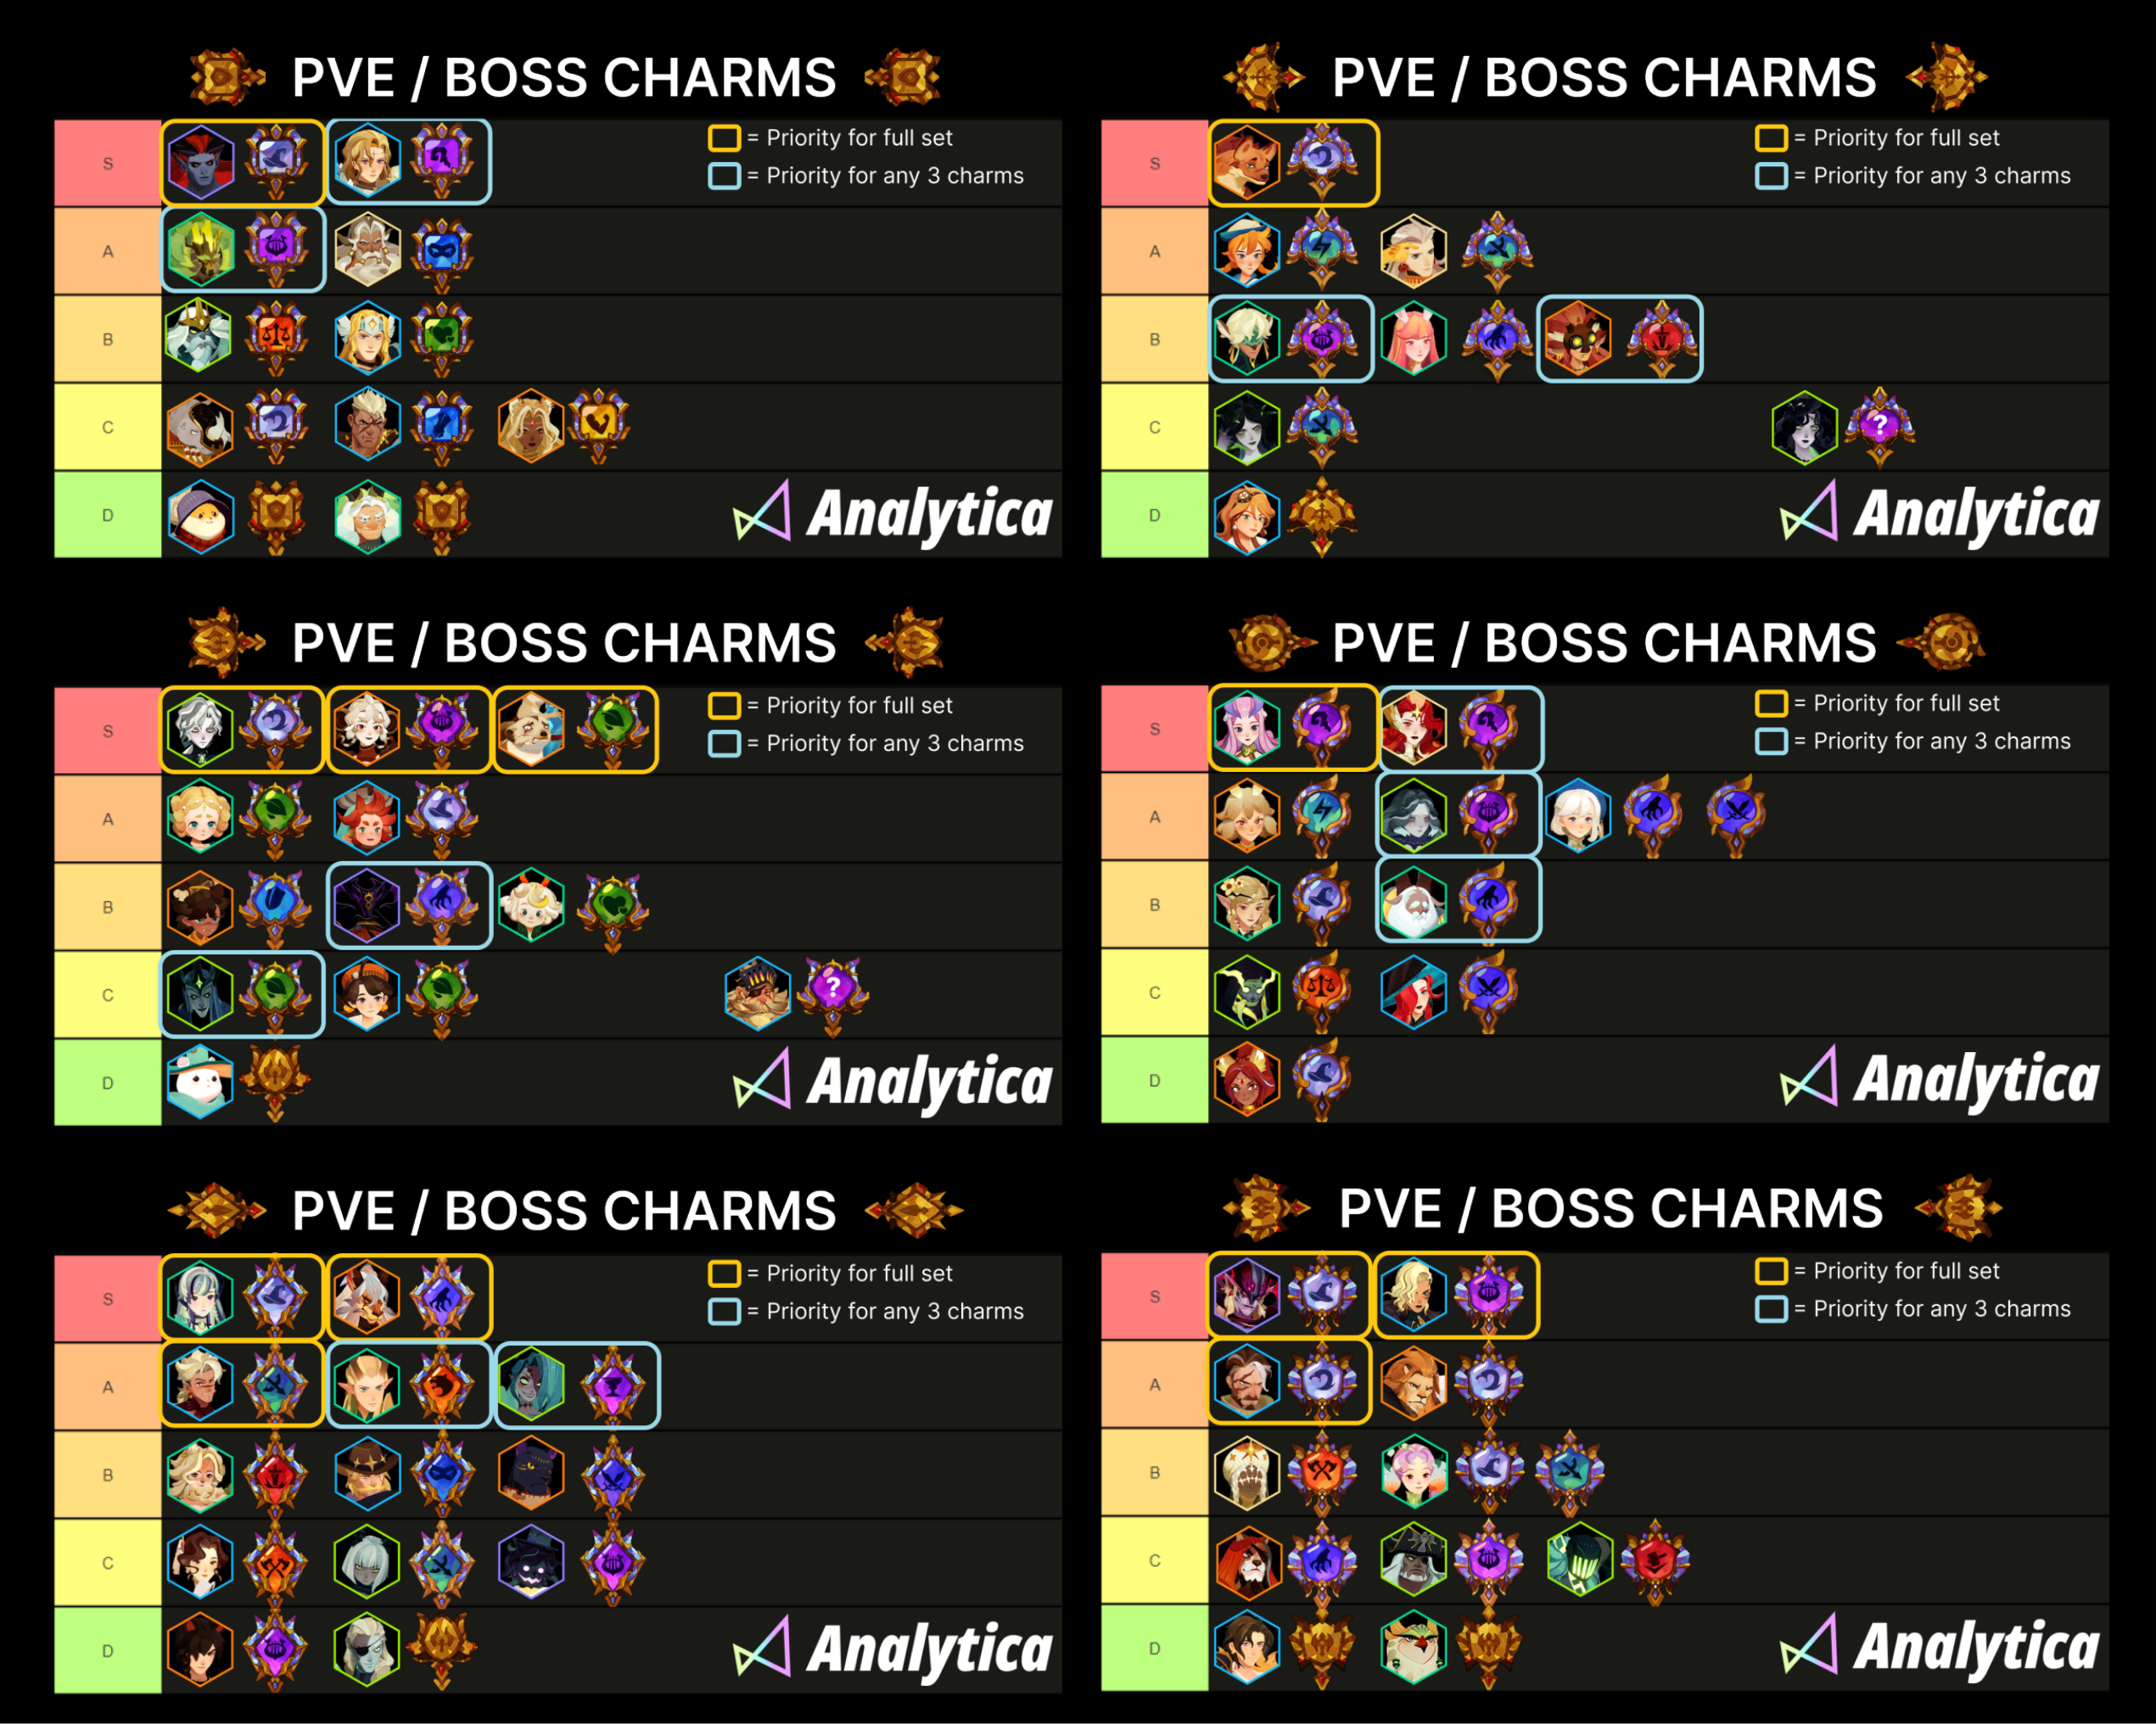 PVE / BOSS CHARMS
S
= Priority for full set
= Priority for any 3 charms
A
B
C
D
Analytica
PVE / BOSS CHARMS
S
= Priority for full set
= Priority for any 3 charms
A
B
C
?
D
Analytica
PVE / BOSS CHARMS
S
= Priority for full set
= Priority for any 3 charms
A
B
C
?
D
Analytica
PVE / BOSS CHARMS
S
= Priority for full set
= Priority for any 3 charms
A
B
C
D
Analytica
PVE / BOSS CHARMS
S
= Priority for full set
= Priority for any 3 charms
A
B
C
D
Analytica
PVE / BOSS CHARMS
S
= Priority for full set
= Priority for any 3 charms
A
B
C
D
Analytica